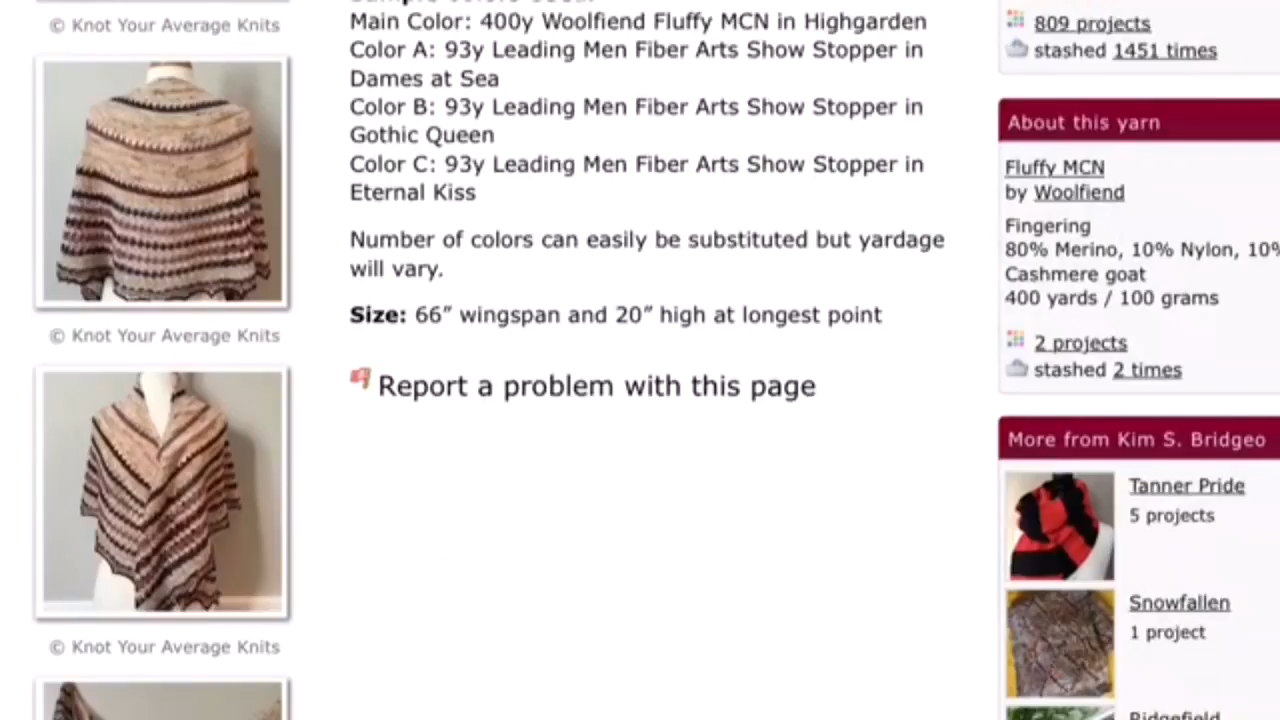 © Knot Your Average Knits
© Knot Your Average Knits
© Knot Your Average Knits
Main Color: 400y Woolfiend Fluffy MCN in Highgarden
Color A: 93y Leading Men Fiber Arts Show Stopper in
Dames at Sea
Color B: 93y Leading Men Fiber Arts Show Stopper in
Gothic Queen
Color C: 93y Leading Men Fiber Arts Show Stopper in
Eternal Kiss
Number of colors can easily be substituted but yardage
will vary.
Size: 66” wingspan and 20” high at longest point
Report a problem with this page
809 projects
stashed 1451 times
About this yarn
Fluffy MCN
by Woolfiend
Fingering
80% Merino, 10% Nylon, 10%
Cashmere goat
400 yards / 100 grams
2 projects
stashed 2 times
More from Kim S. Bridgeo
Tanner Pride
5 projects
Snowfallen
1 project
Ridgefield